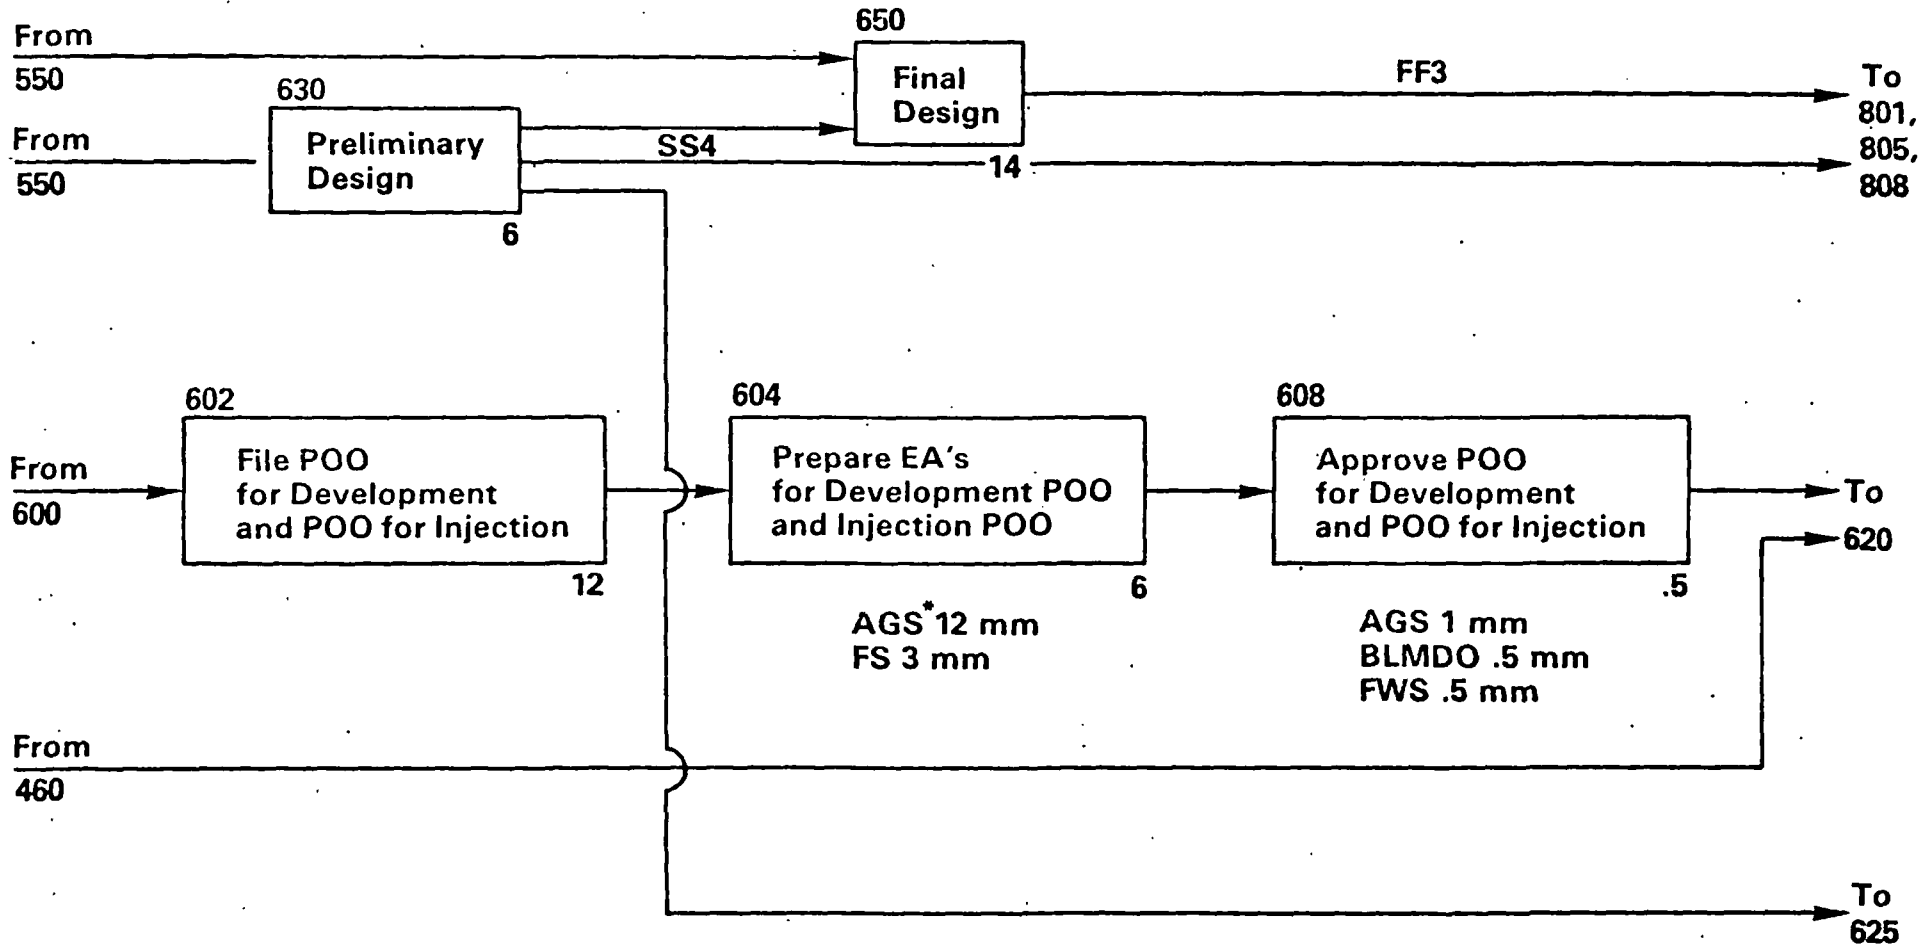 From
550
650
Final
Design
14
FF3
To
801,
805,
808
From
550
630
Preliminary
Design
6
SS4
From
600
602
File POO
for Development
and POO for Injection
12
604
Prepare EA's
for Development POO
and Injection POO
6
AGS* 12 mm
FS 3 mm
608
Approve POO
for Development
and POO for Injection
.5
AGS 1 mm
BLMDO .5 mm
FWS .5 mm
To
620
From
460
To
625